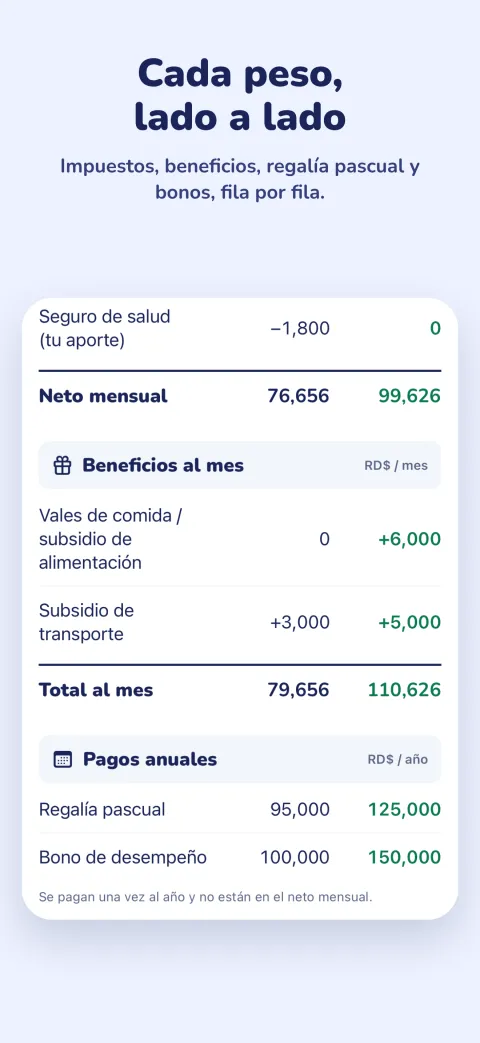 Cada peso,
lado a lado
Impuestos, beneficios, regalía pascual y
bonos, fila por fila.
Seguro de salud
(tu aporte) −1,800 0
Neto mensual 76,656 99,626
Beneficios al mes RD$ / mes
Vales de comida /
subsidio de 0 +6,000
alimentación
Subsidio de
transporte +3,000 +5,000
Total al mes 79,656 110,626
Pagos anuales RD$ / año
Regalía pascual 95,000 125,000
Bono de desempeño 100,000 150,000
Se pagan una vez al año y no están en el neto mensual.